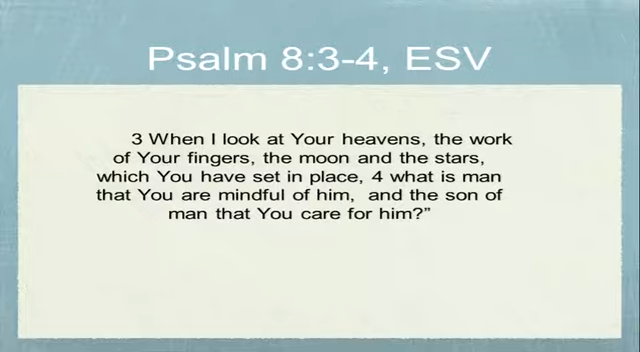 Psalm 8:3-4, ESV
3 When I look at Your heavens, the work
of Your fingers, the moon and the stars,
which You have set in place, 4 what is man
that You are mindful of him, and the son of
man that You care for him?”